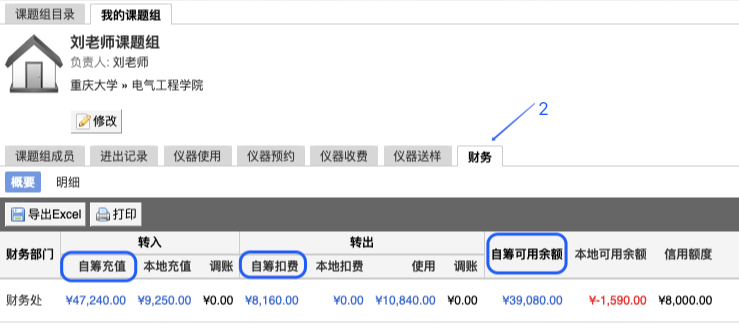 课题组目录 我的课题组
刘老师课题组
负责人: 刘老师
重庆大学 » 电气工程学院
修改
2
课题组成员 进出记录 仪器使用 仪器预约 仪器收费 仪器送样 财务
概要 明细
导出Excel 打印
财务部门 转入 转出 自筹可用余额 本地可用余额 信用额度
自筹充值 本地充值 调账 自筹扣费 本地扣费 使用 调账
财务处 ¥47,240.00 ¥9,250.00 ¥0.00 ¥8,160.00 ¥0.00 ¥10,840.00 ¥0.00 ¥39,080.00 ¥-1,590.00 ¥8,000.00